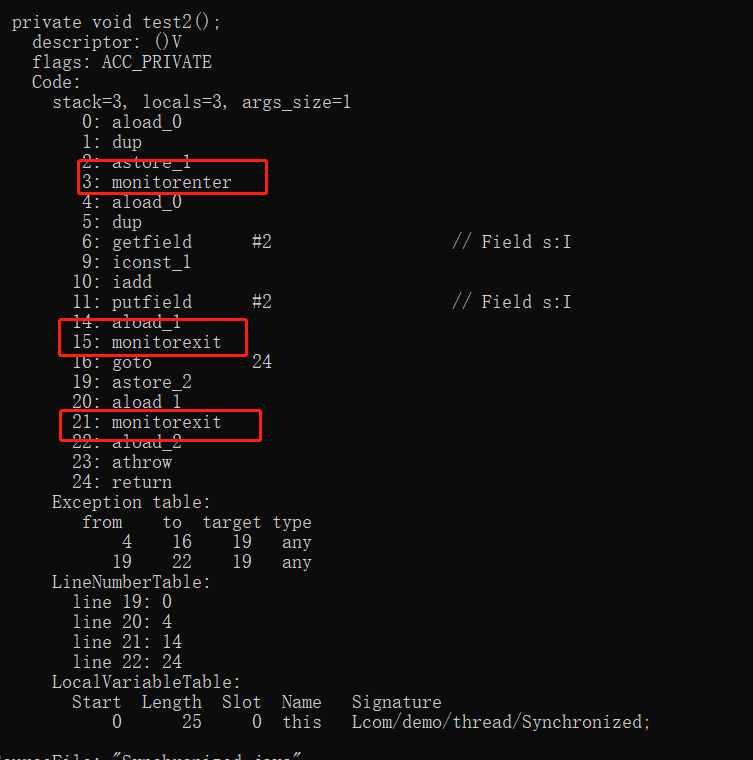 private void test2();
descriptor: ()V
flags: ACC_PRIVATE
Code:
stack=3, locals=3, args_size=1
0: aload_0
1: dup
2: astore_1
3: monitorenter
4: aload_0
5: dup
6: getfield #2 // Field s:I
9: iconst_1
10: iadd
11: putfield #2 // Field s:I
14: aload_1
15: monitorexit
16: goto 24
19: astore_2
20: aload_1
21: monitorexit
22: aload_2
23: athrow
24: return
Exception table:
from to target type
4 16 19 any
19 22 19 any
LineNumberTable:
line 19: 0
line 20: 4
line 21: 14
line 22: 24
LocalVariableTable:
Start Length Slot Name Signature
0 25 0 this Lcom/demo/thread/Synchronized;
SourceFile: "Synchronized.java"